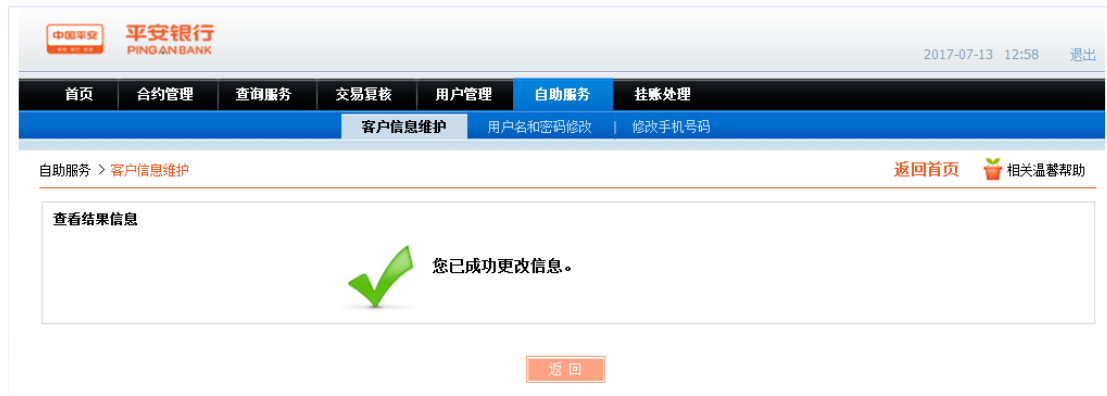 中国平安
平安银行
PINGAN BANK
2017-07-13 12:58 退出
首页 合约管理 查询服务 交易复核 用户管理 自助服务 挂账处理
客户信息维护 用户名和密码修改 | 修改手机号码
自助服务 > 客户信息维护 返回首页 相关温馨帮助
查看结果信息
您已成功更改信息。
返回